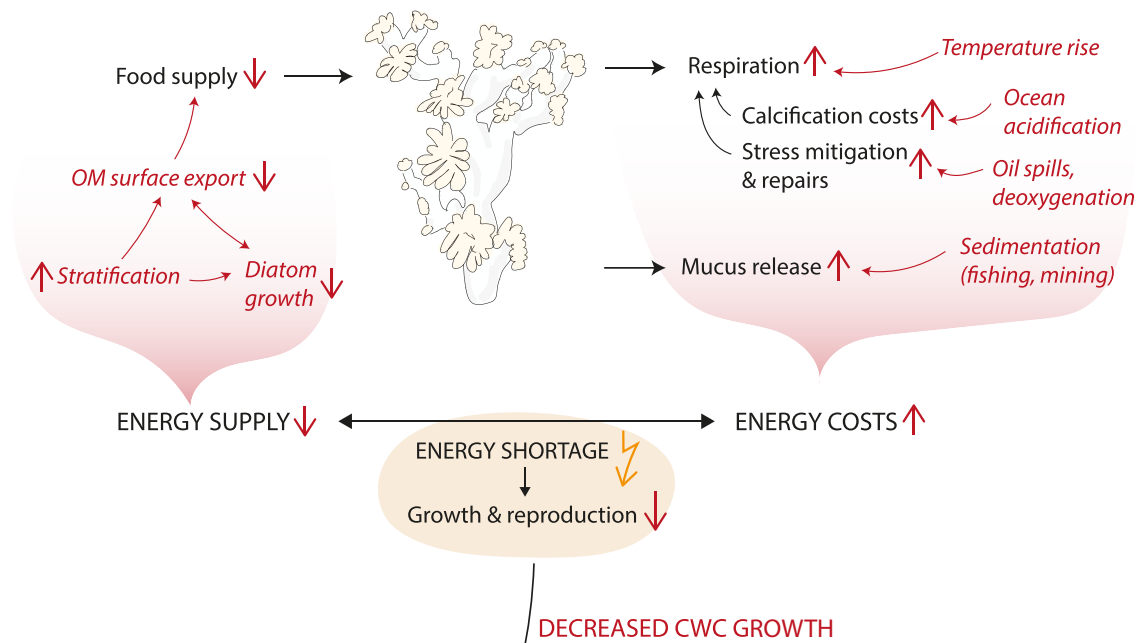 Food supply
OM surface export
Stratification
Diatom
growth
Respiration
Temperature rise
Calcification costs
Ocean
acidification
Stress mitigation
& repairs
Oil spills,
deoxygenation
Mucus release
Sedimentation
(fishing, mining)
ENERGY SUPPLY
ENERGY COSTS
ENERGY SHORTAGE
Growth & reproduction
DECREASED CWC GROWTH